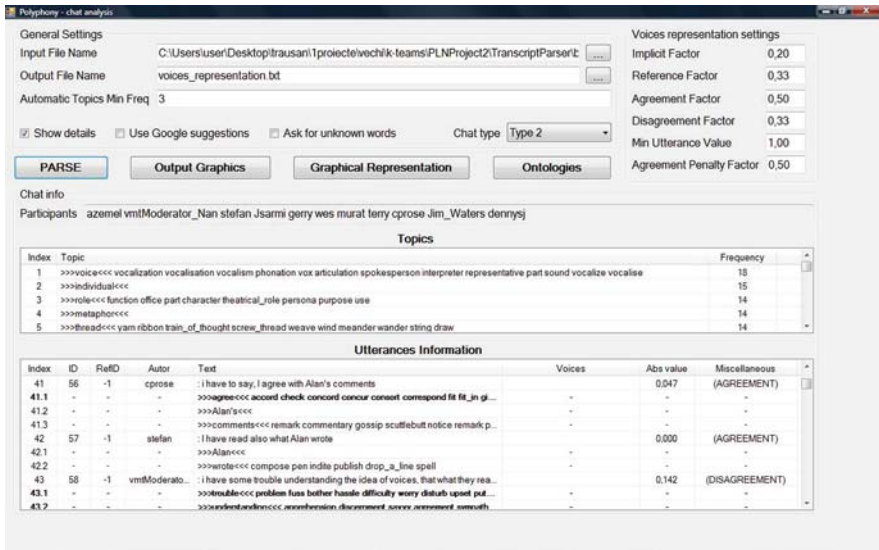 Polyphony - chat analysis
General Settings
Input File Name C:\Users\user\Desktop\trausan\1proiecte\vechi\k-teams\PLNProject2\TranscriptParser\t ...
Output File Name voices_representation.txt ...
Automatic Topics Min Freq 3
Show details Use Google suggestions Ask for unknown words Chat type Type 2
PARSE Output Graphics Graphical Representation Ontologies
Voices representation settings
Implicit Factor 0,20
Reference Factor 0,33
Agreement Factor 0,50
Disagreement Factor 0,33
Min Utterance Value 1,00
Agreement Penalty Factor 0,50
Chat info
Participants azemel vmtModerator_Nan stefan Jsarmi gerry wes murat terry cprose Jim_Waters dennysj
Topics
Index Topic Frequency
1 >>>voice<<< vocalization vocalisation vocalism phonation vox articulation spokesperson interpreter representative part sound vocalize vocalise 18
2 >>>individual<<< 15
3 >>>role<<< function office part character theatrical_role persona purpose use 14
4 >>>metaphor<<< 14
5 >>>thread<<< yarn ribbon train_of_thought screw_thread weave wind meander wander string draw 14
Utterances Information
Index ID RefID Autor Text Voices Abs value Miscellaneous
41 56 -1 cprose : i have to say, I agree with Alan's comments 0,047 (AGREEMENT)
41.1 - - - >>>agree<<< accord check concord concur consort correspond fit fit_in gi... - - -
41.2 - - - >>>Alan's<<< - - -
41.3 - - - >>>comments<<< remark commentary gossip scuttlebutt notice remark p... - - -
42 57 -1 stefan : I have read also what Alan wrote 0,000 (AGREEMENT)
42.1 - - - >>>Alan<<< - - -
42.2 - - - >>>wrote<<< compose pen indite publish drop_a_line spell - - -
43 58 -1 vmtModerato... : i have some trouble understanding the idea of voices, that what they rea... 0,142 (DISAGREEMENT)
43.1 - - - >>>trouble<<< problem fuss bother hassle difficulty worry disturb upset put... - - -
43.2 - - - >>>understanding<<< apprehension discernment savvy agreement sympath - - -